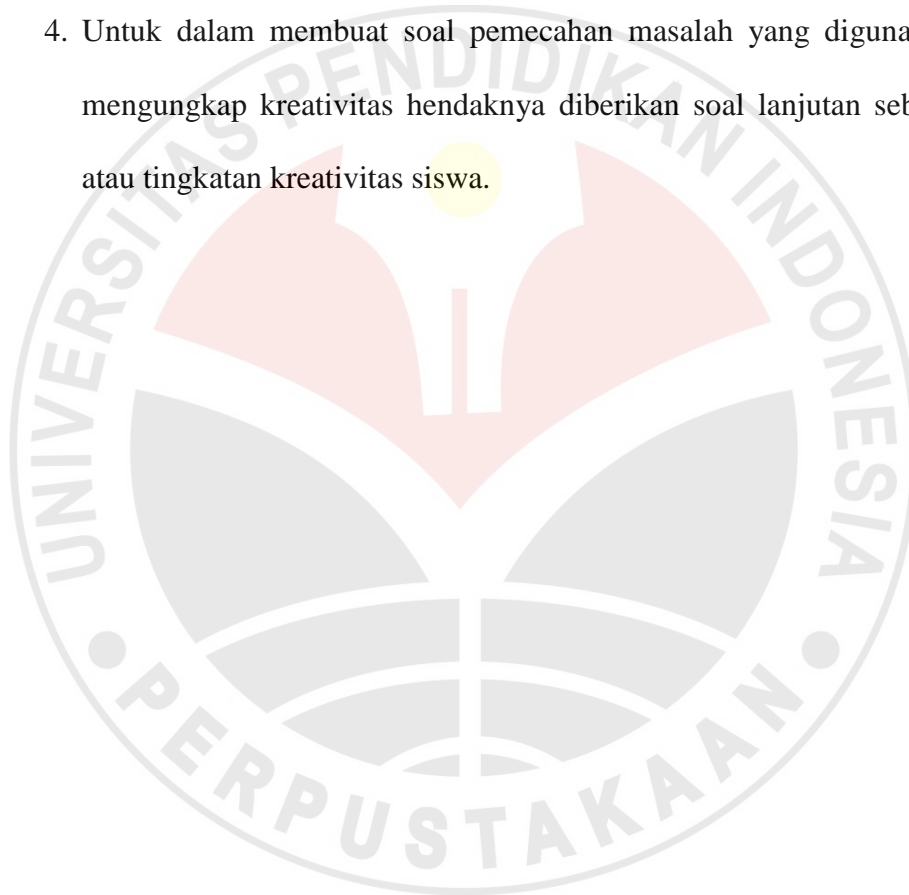 4. Untuk dalam membuat soal pemecahan masalah yang diguna
mengungkap kreativitas hendaknya diberikan soal lanjutan seb
atau tingkatan kreativitas siswa.
UNIVERSITAS PENDIDIKAN INDONESIA
PERPUSTAKAAN